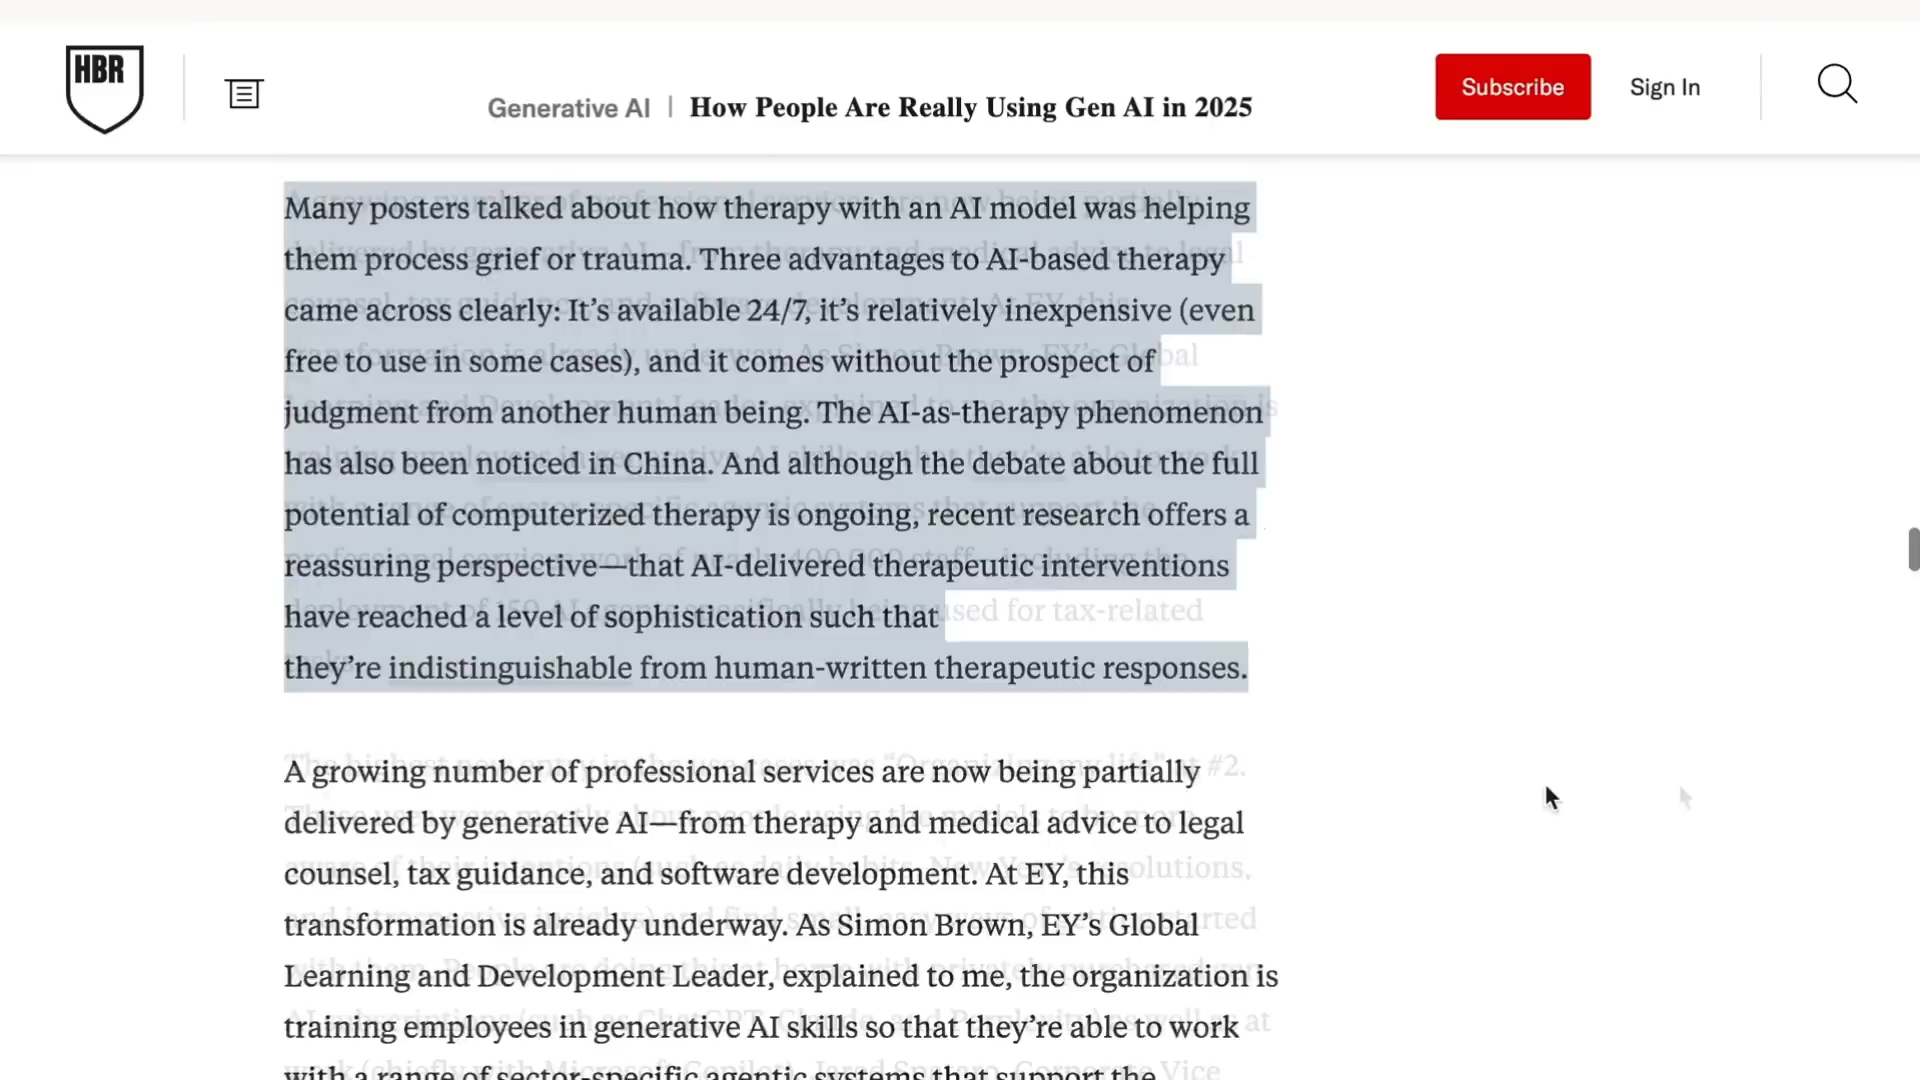 HBR
Generative AI | How People Are Really Using Gen AI in 2025
Subscribe
Sign In
Many posters talked about how therapy with an AI model was helping
them process grief or trauma. Three advantages to AI-based therapy
came across clearly: It’s available 24/7, it’s relatively inexpensive (even
free to use in some cases), and it comes without the prospect of
judgment from another human being. The AI-as-therapy phenomenon
has also been noticed in China. And although the debate about the full
potential of computerized therapy is ongoing, recent research offers a
reassuring perspective—that AI-delivered therapeutic interventions
have reached a level of sophistication such that
they’re indistinguishable from human-written therapeutic responses.
A growing number of professional services are now being partially
delivered by generative AI—from therapy and medical advice to legal
counsel, tax guidance, and software development. At EY, this
transformation is already underway. As Simon Brown, EY’s Global
Learning and Development Leader, explained to me, the organization is
training employees in generative AI skills so that they’re able to work
with a range of sector-specific agentic systems that support the